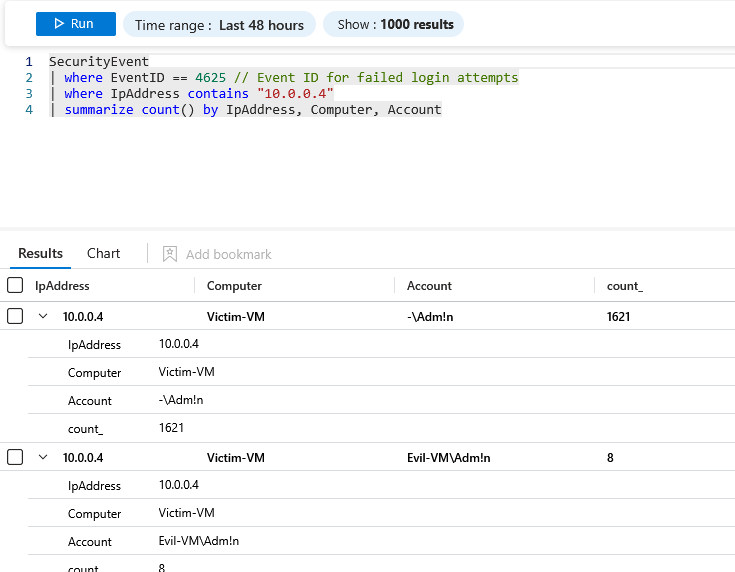 Run Time range : Last 48 hours Show : 1000 results
1 SecurityEvent
2 | where EventID == 4625 // Event ID for failed login attempts
3 | where IpAddress contains "10.0.0.4"
4 | summarize count() by IpAddress, Computer, Account
Results Chart Add bookmark
IpAddress Computer Account count_
10.0.0.4 Victim-VM -\Adm!n 1621
IpAddress 10.0.0.4
Computer Victim-VM
Account -\Adm!n
count_ 1621
10.0.0.4 Victim-VM Evil-VM\Adm!n 8
IpAddress 10.0.0.4
Computer Victim-VM
Account Evil-VM\Adm!n
count 8